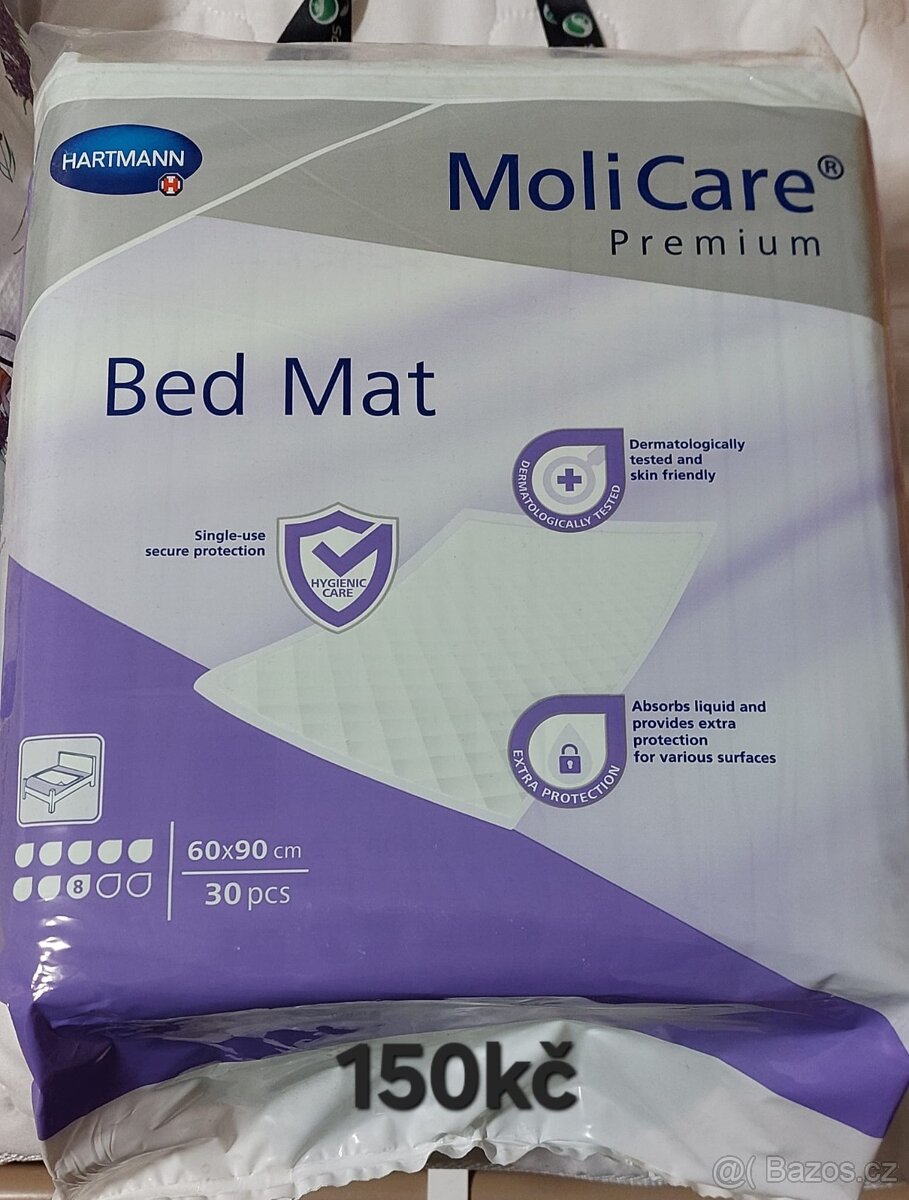 HARTMANN
MoliCare®
Premium
Bed Mat
Dermatologically
tested and
skin friendly
DERMATOLOGICALLY TESTED
Single-use
secure protection
HYGIENIC
CARE
Absorbs liquid and
provides extra
protection
for various surfaces
EXTRA PROTECTION
8
60x90 cm
30 pcs
150kč
@( Bazos.cz